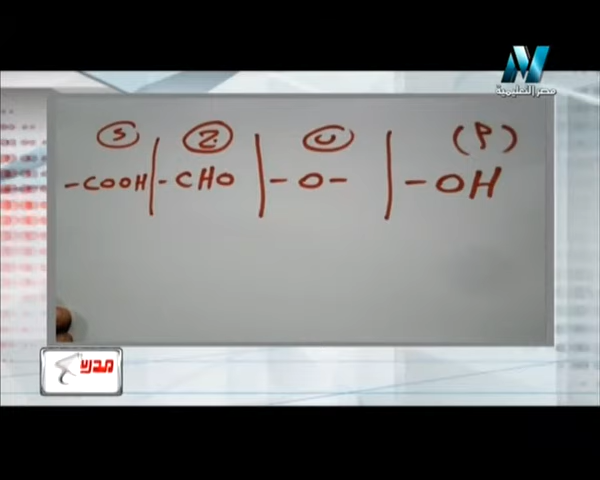 مصر التعليمية
(أ) ب ج د
-COOH | -CHO | -O- | -OH